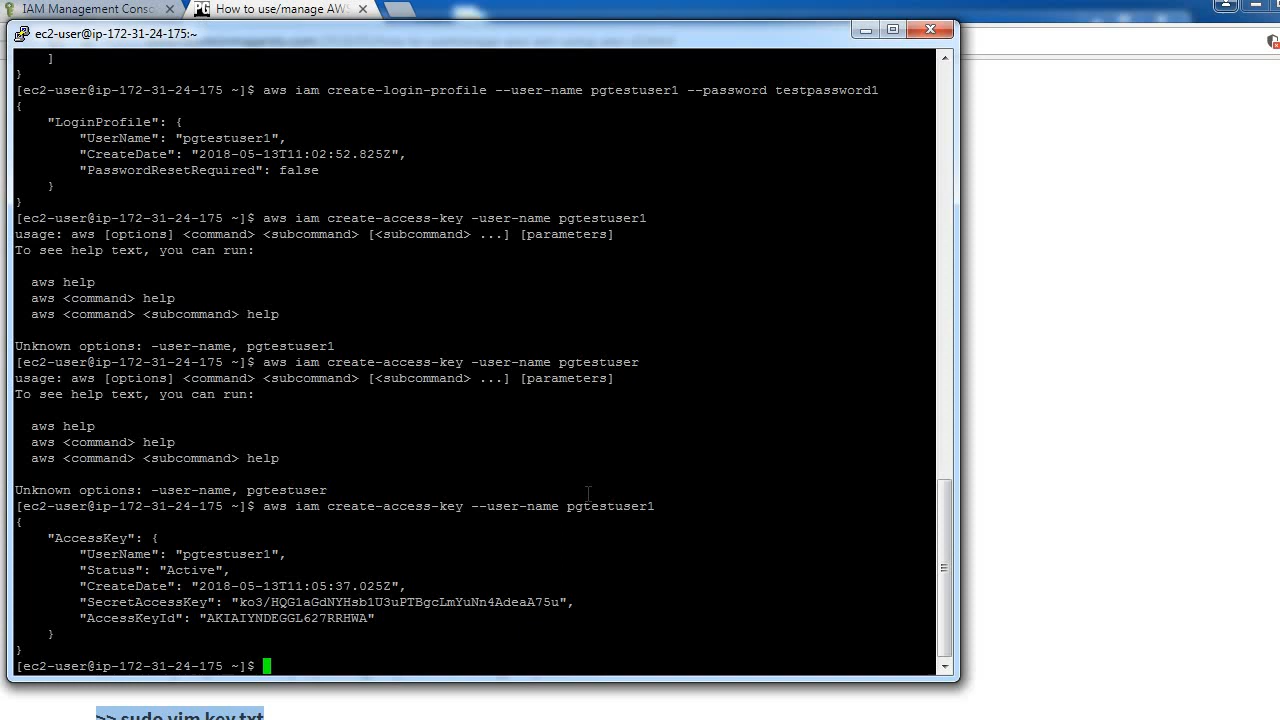 IAM Management Conso
PG How to use/manage AW
ec2-user@ip-172-31-24-175:~
    ]
}
[ec2-user@ip-172-31-24-175 ~]$ aws iam create-login-profile --user-name pgtestuser1 --password testpassword1
{
    "LoginProfile": {
        "UserName": "pgtestuser1",
        "CreateDate": "2018-05-13T11:02:52.825Z",
        "PasswordResetRequired": false
    }
}
[ec2-user@ip-172-31-24-175 ~]$ aws iam create-access-key -user-name pgtestuser1
usage: aws [options] <command> <subcommand> [<subcommand> ...] [parameters]
To see help text, you can run:
  aws help
  aws <command> help
  aws <command> <subcommand> help
Unknown options: -user-name, pgtestuser1
[ec2-user@ip-172-31-24-175 ~]$ aws iam create-access-key -user-name pgtestuser
usage: aws [options] <command> <subcommand> [<subcommand> ...] [parameters]
To see help text, you can run:
  aws help
  aws <command> help
  aws <command> <subcommand> help
Unknown options: -user-name, pgtestuser
[ec2-user@ip-172-31-24-175 ~]$ aws iam create-access-key --user-name pgtestuser1
{
    "AccessKey": {
        "UserName": "pgtestuser1",
        "Status": "Active",
        "CreateDate": "2018-05-13T11:05:37.025Z",
        "SecretAccessKey": "ko3/HQG1aGdNYHsb1U3uPTBgcLmYuNn4AdeaA75u",
        "AccessKeyId": "AKIAIYNDEGGL627RRHWA"
    }
}
[ec2-user@ip-172-31-24-175 ~]$
>> sudo vim key.txt